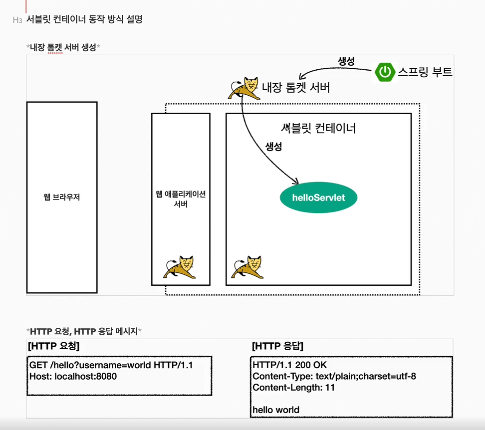 H3 서블릿 컨테이너 동작 방식 설명
*내장 톰켓 서버 생성*
생성
스프링 부트
내장 톰켓 서버
서블릿 컨테이너
생성
웹 브라우저
웹 애플리케이션
서버
helloServlet
*HTTP 요청, HTTP 응답 메시지*
[HTTP 요청]
GET /hello?username=world HTTP/1.1
Host: localhost:8080
[HTTP 응답]
HTTP/1.1 200 OK
Content-Type: text/plain;charset=utf-8
Content-Length: 11
hello world